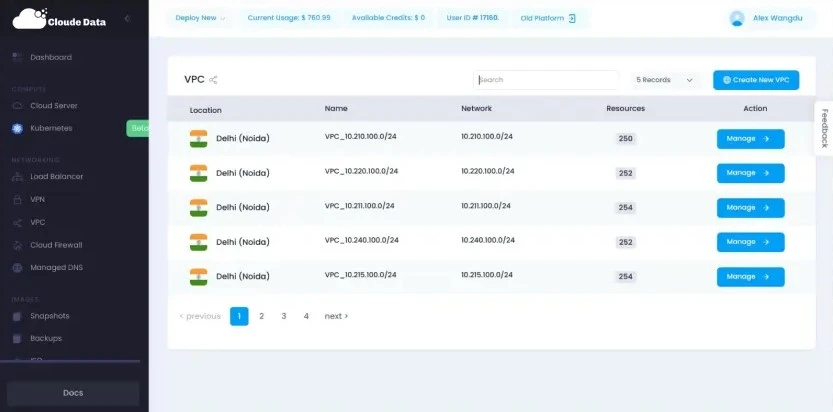 Cloude Data
Deploy New
Current Usage: $ 760.99
Available Credits: $ 0
User ID # 17160.
Old Platform
Alex Wangdu
Dashboard
COMPUTE
Cloud Server
Kubernetes
Beta
NETWORKING
Load Balancer
VPN
VPC
Cloud Firewall
Managed DNS
IMAGES
Snapshots
Backups
ISO
Docs
VPC
Search
5 Records
Create New VPC
Location Name Network Resources Action
Delhi (Noida) VPC_10.210.100.0/24 10.210.100.0/24 250 Manage
Delhi (Noida) VPC_10.220.100.0/24 10.220.100.0/24 252 Manage
Delhi (Noida) VPC_10.211.100.0/24 10.211.100.0/24 254 Manage
Delhi (Noida) VPC_10.240.100.0/24 10.240.100.0/24 252 Manage
Delhi (Noida) VPC_10.215.100.0/24 10.215.100.0/24 254 Manage
< previous 1 2 3 4 next >
Feedback